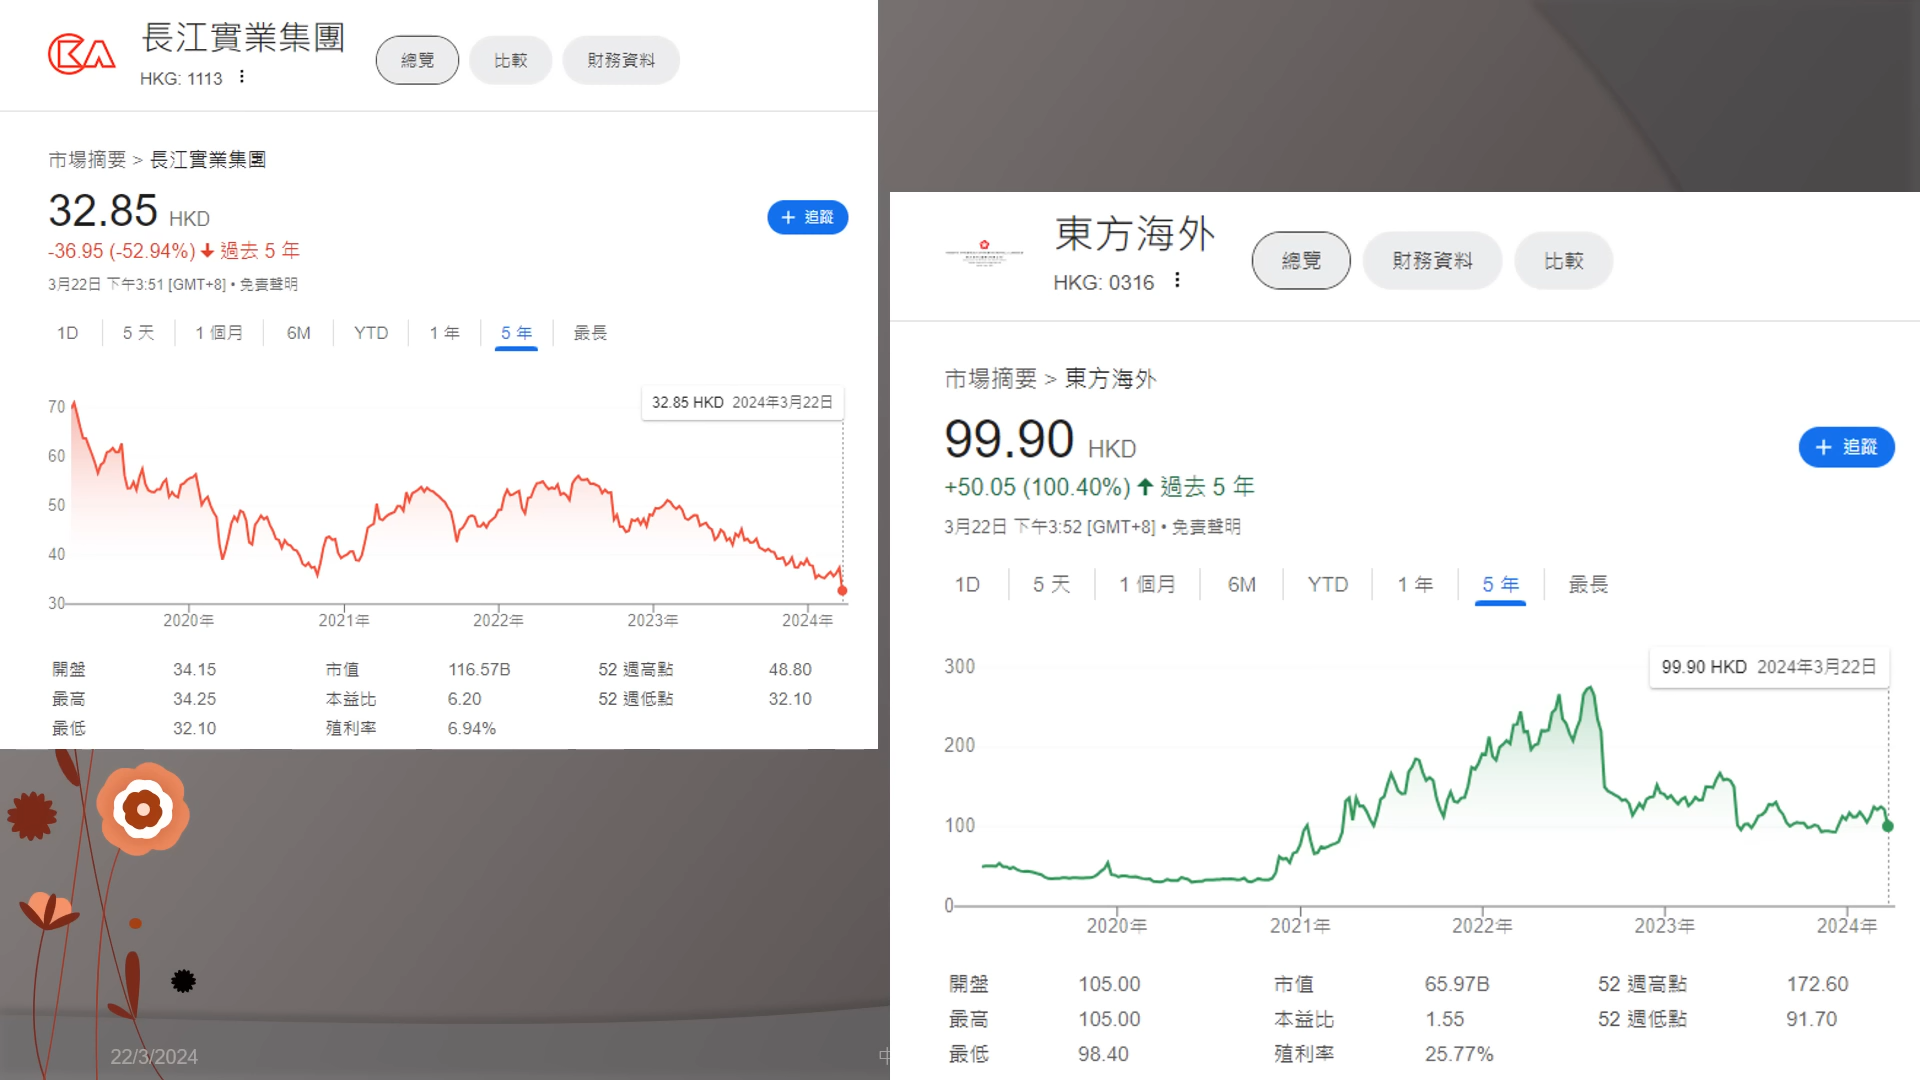 長江實業集團
HKG: 1113
總覽
比較
財務資料
市場摘要 > 長江實業集團
32.85 HKD
+ 追蹤
-36.95 (-52.94%) 過去 5 年
3月22日 下午3:51 [GMT+8] • 免責聲明
1D 5 天 1 個月 6M YTD 1 年 5 年 最長
32.85 HKD 2024年3月22日
70
60
50
40
30
2020年 2021年 2022年 2023年 2024年
開盤 34.15 市值 116.57B 52 週高點 48.80
最高 34.25 本益比 6.20 52 週低點 32.10
最低 32.10 殖利率 6.94%
東方海外
HKG: 0316
總覽
財務資料
比較
市場摘要 > 東方海外
99.90 HKD
+ 追蹤
+50.05 (100.40%) 過去 5 年
3月22日 下午3:52 [GMT+8] • 免責聲明
1D 5 天 1 個月 6M YTD 1 年 5 年 最長
99.90 HKD 2024年3月22日
300
200
100
0
2020年 2021年 2022年 2023年 2024年
開盤 105.00 市值 65.97B 52 週高點 172.60
最高 105.00 本益比 1.55 52 週低點 91.70
最低 98.40 殖利率 25.77%
22/3/2024